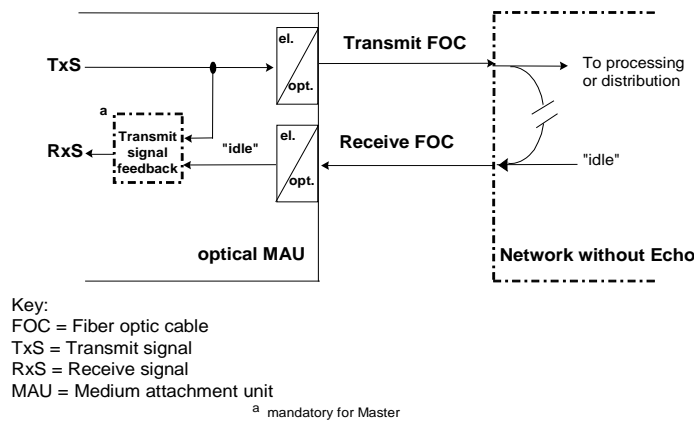 el.
Transmit FOC
TxS
To processing
or distribution
opt.
a
Transmit
signal
feedback
RxS
"idle"
el.
opt.
Receive FOC
"idle"
optical MAU
Network without Echo
Key:
FOC = Fiber optic cable
TxS = Transmit signal
RxS = Receive signal
MAU = Medium attachment unit
a mandatory for Master